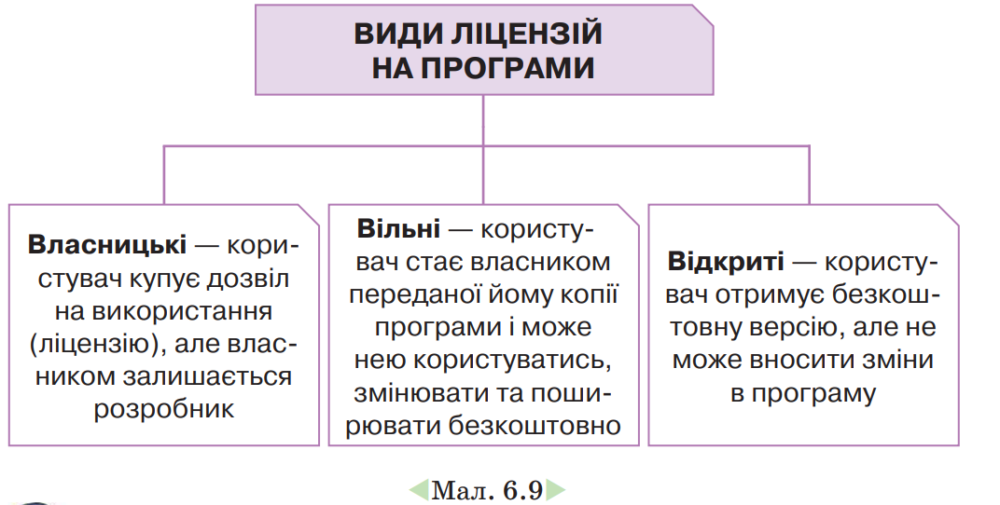 ВИДИ ЛІЦЕНЗІЙ
НА ПРОГРАМИ
Власницькі — кори-
стувач купує дозвіл
на використання
(ліцензію), але влас-
ником залишається
розробник
Вільні — користу-
вач стає власником
переданої йому копії
програми і може
нею користуватись,
змінювати та поши-
рювати безкоштовно
Відкриті — користу-
вач отримує безкош-
товну версію, але не
може вносити зміни
в програму
Мал. 6.9